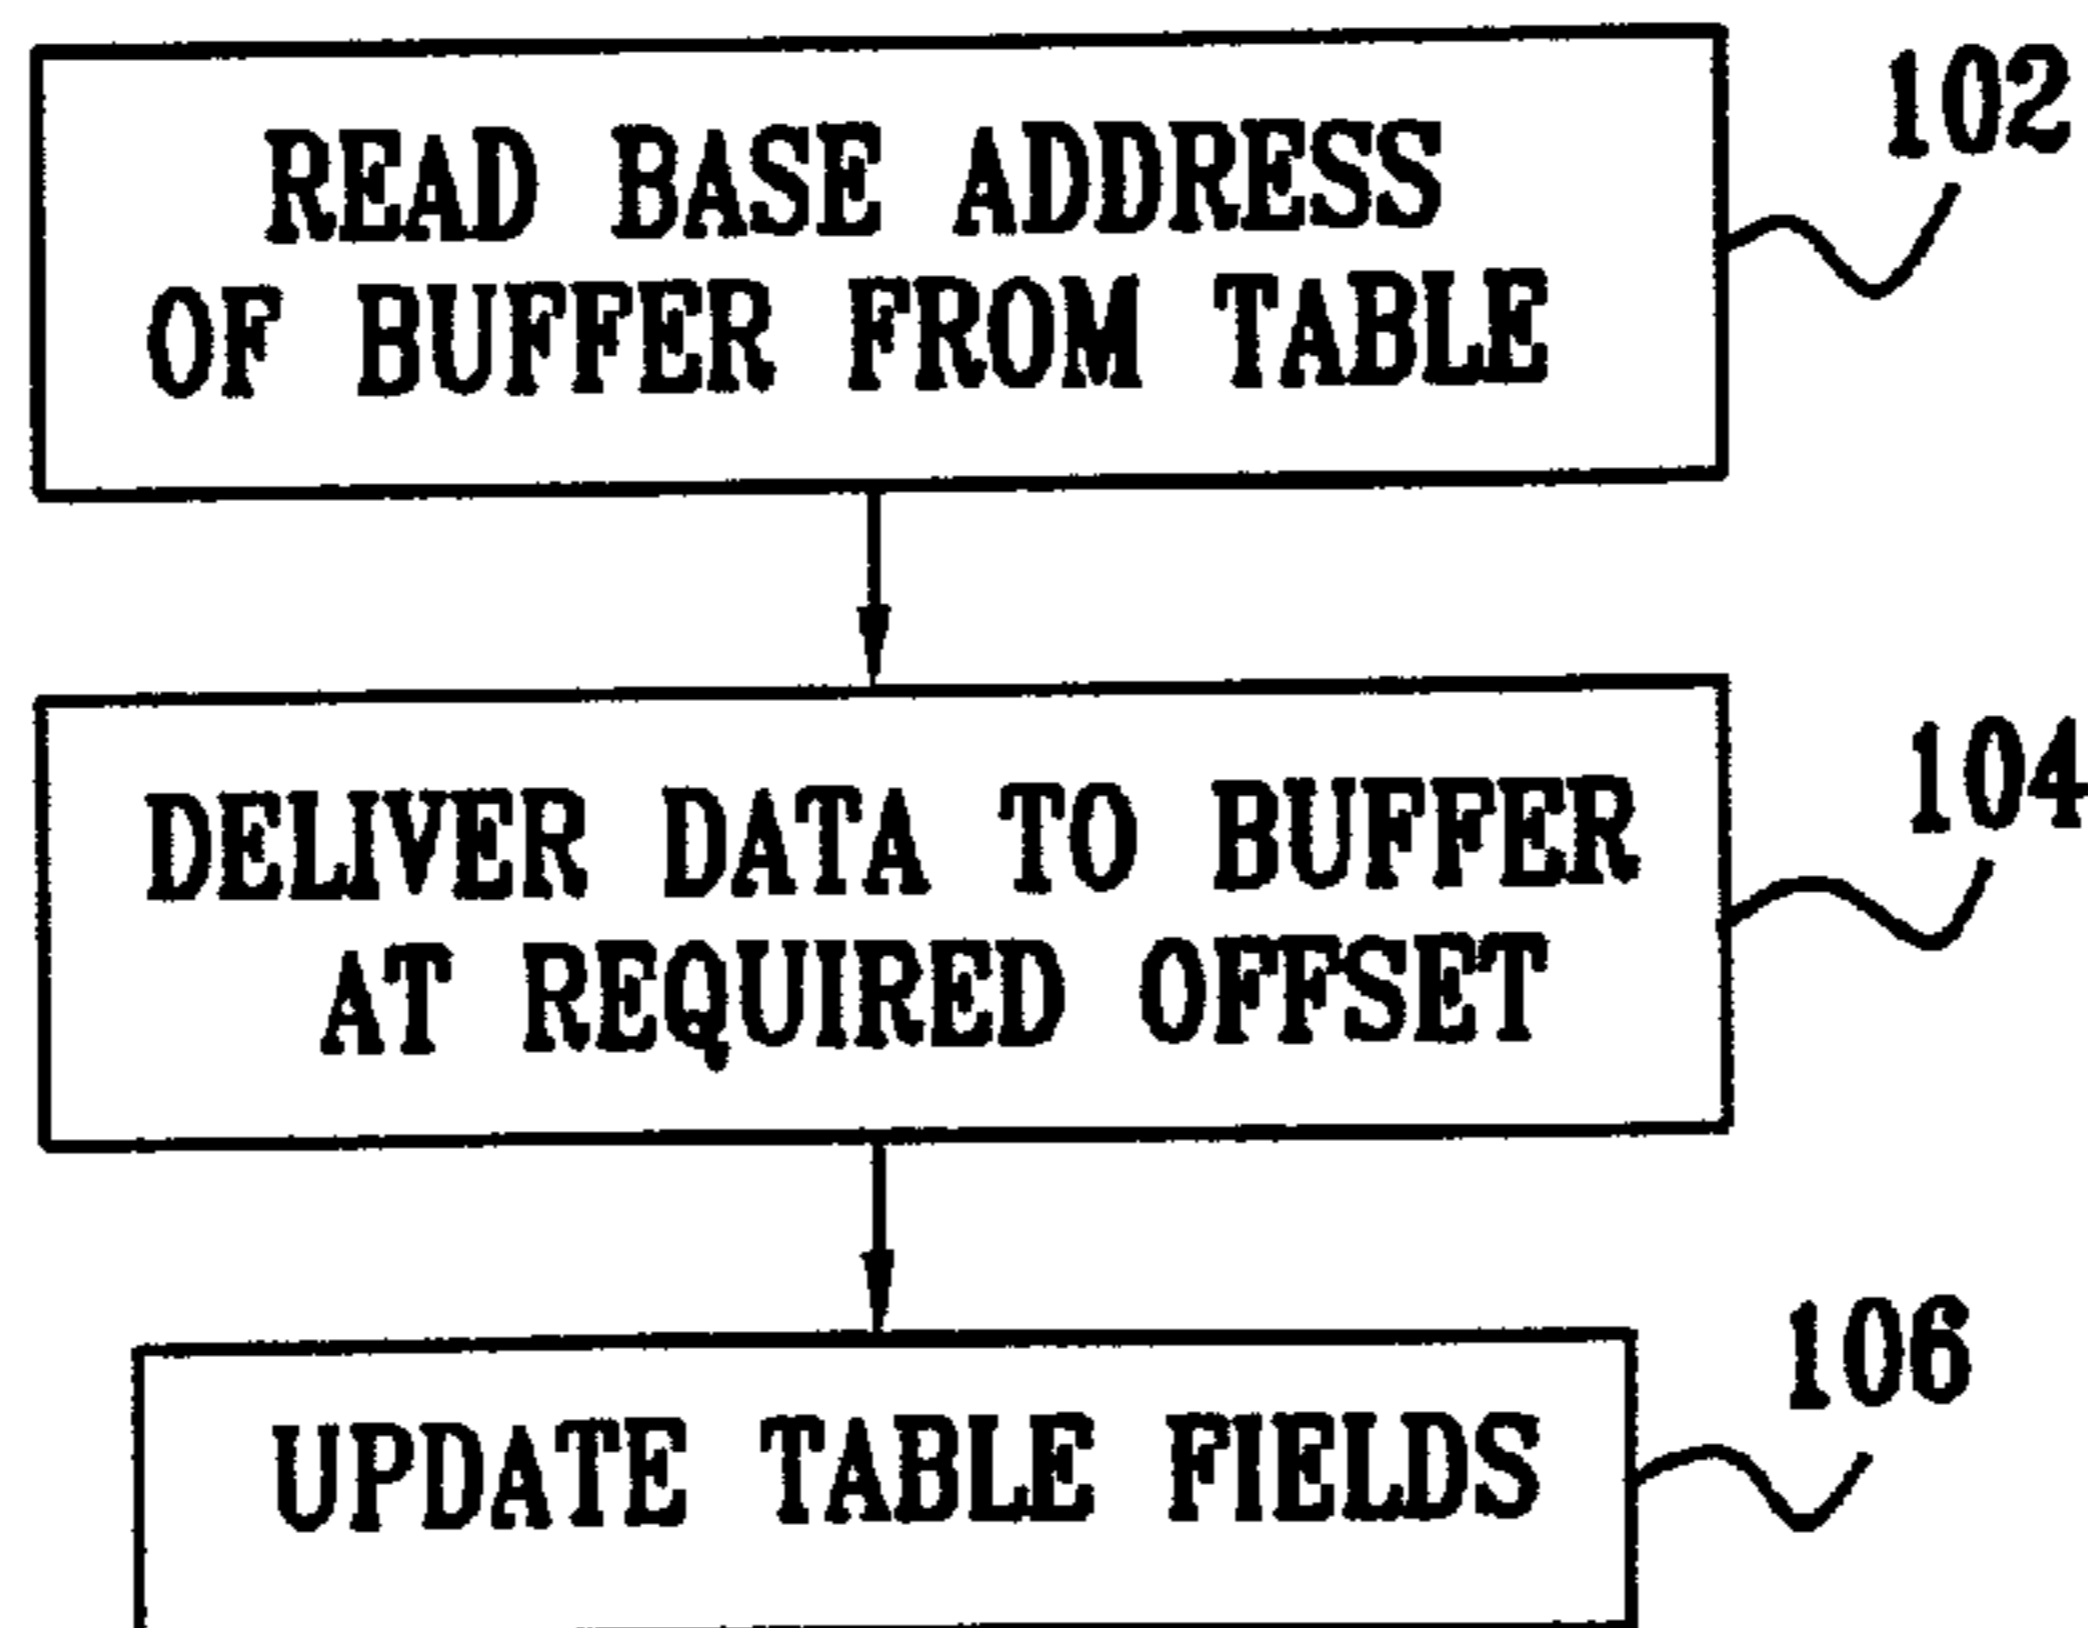 102
READ BASE ADDRESS
OF BUFFER FROM TABLE
104
DELIVER DATA TO BUFFER
AT REQUIRED OFFSET
106
UPDATE TABLE FIELDS